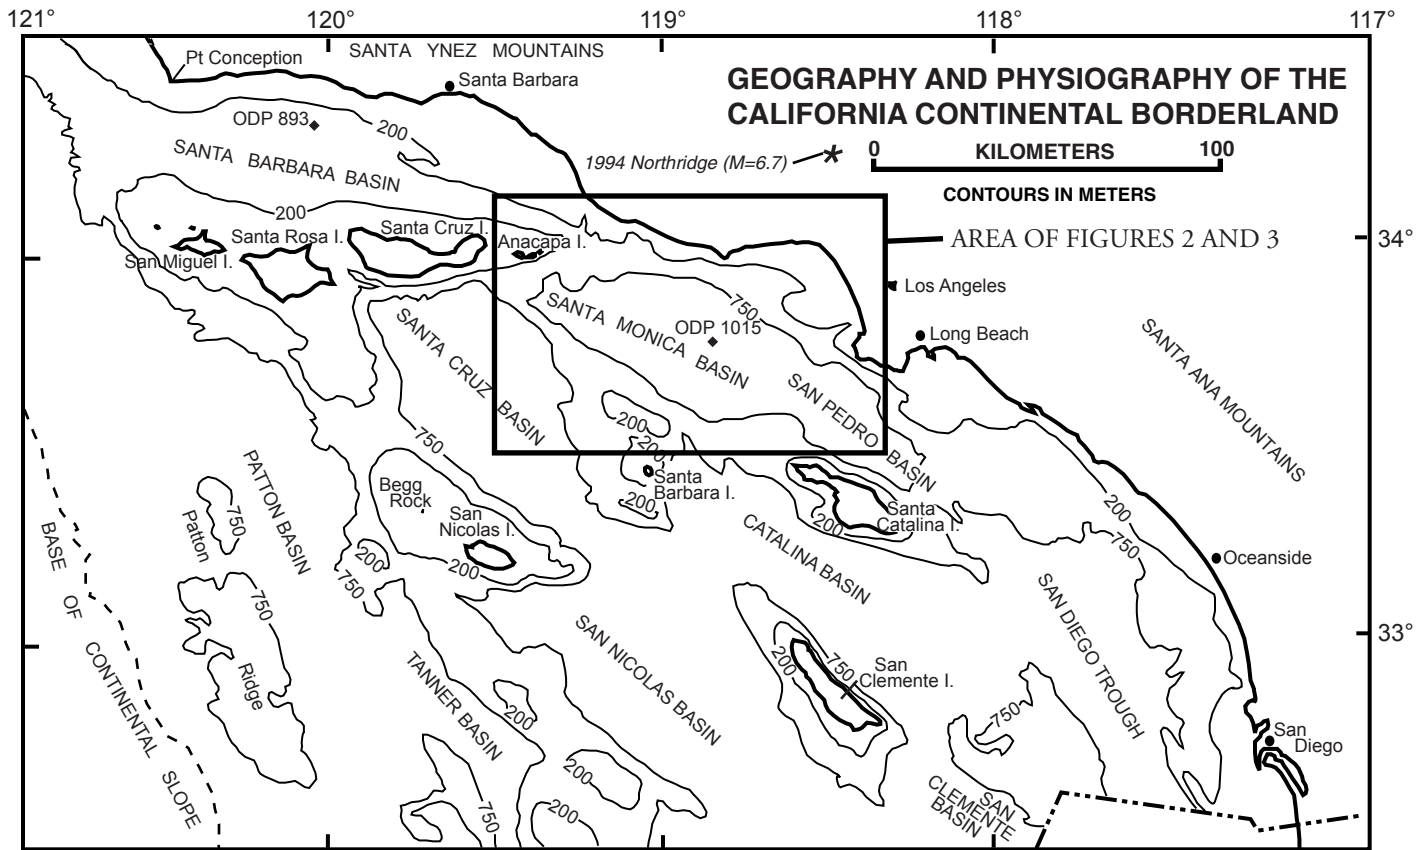 121°
120°
119°
118°
117°
Pt Conception
SANTA YNEZ MOUNTAINS
Santa Barbara
GEOGRAPHY AND PHYSIOGRAPHY OF THE
CALIFORNIA CONTINENTAL BORDERLAND
ODP 893
200
1994 Northridge (M=6.7)
0 KILOMETERS 100
CONTOURS IN METERS
SANTA BARBARA BASIN
200
Santa Rosa I.
Santa Cruz I.
Anacapa I.
San Miguel I.
AREA OF FIGURES 2 AND 3
34°
Los Angeles
750
SANTA MONICA BASIN
ODP 1015
Long Beach
SANTA CRUZ BASIN
SAN PEDRO BASIN
SANTA ANA MOUNTAINS
200
200
750
Santa
Barbara I.
200
PATTON BASIN
Begg
Rock
San
Nicolas I.
200
750
Patton
Ridge
750
200
750
Santa
Catalina I.
200
CATALINA BASIN
200
750
Oceanside
BASE OF CONTINENTAL SLOPE
SAN DIEGO TROUGH
33°
SAN NICOLAS BASIN
TANNER BASIN
200
200
750
San
Clemente I.
750
San
Diego
200
750
200
SAN
CLEMENTE
BASIN